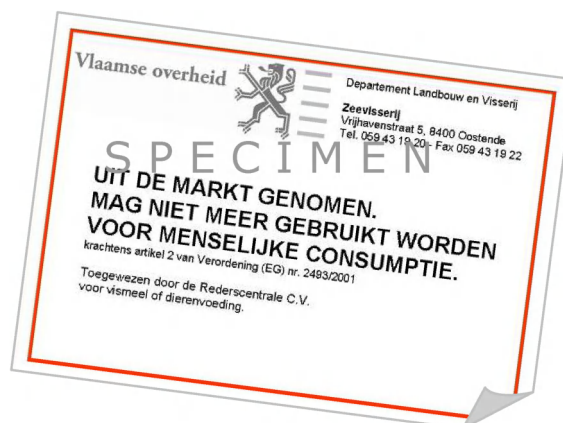 Vlaamse overheid
Departement Landbouw en Visserij
Zeevisserij
Vrijhavenstraat 5, 8400 Oostende
Tel. 059 43 19 20 - Fax 059 43 19 22
SPECIMEN
UIT DE MARKT GENOMEN.
MAG NIET MEER GEBRUIKT WORDEN
VOOR MENSELIJKE CONSUMPTIE.
krachtens artikel 2 van Verordening (EG) nr. 2493/2001
Toegewezen door de Rederscentrale C.V.
voor vismeel of dierenvoeding.